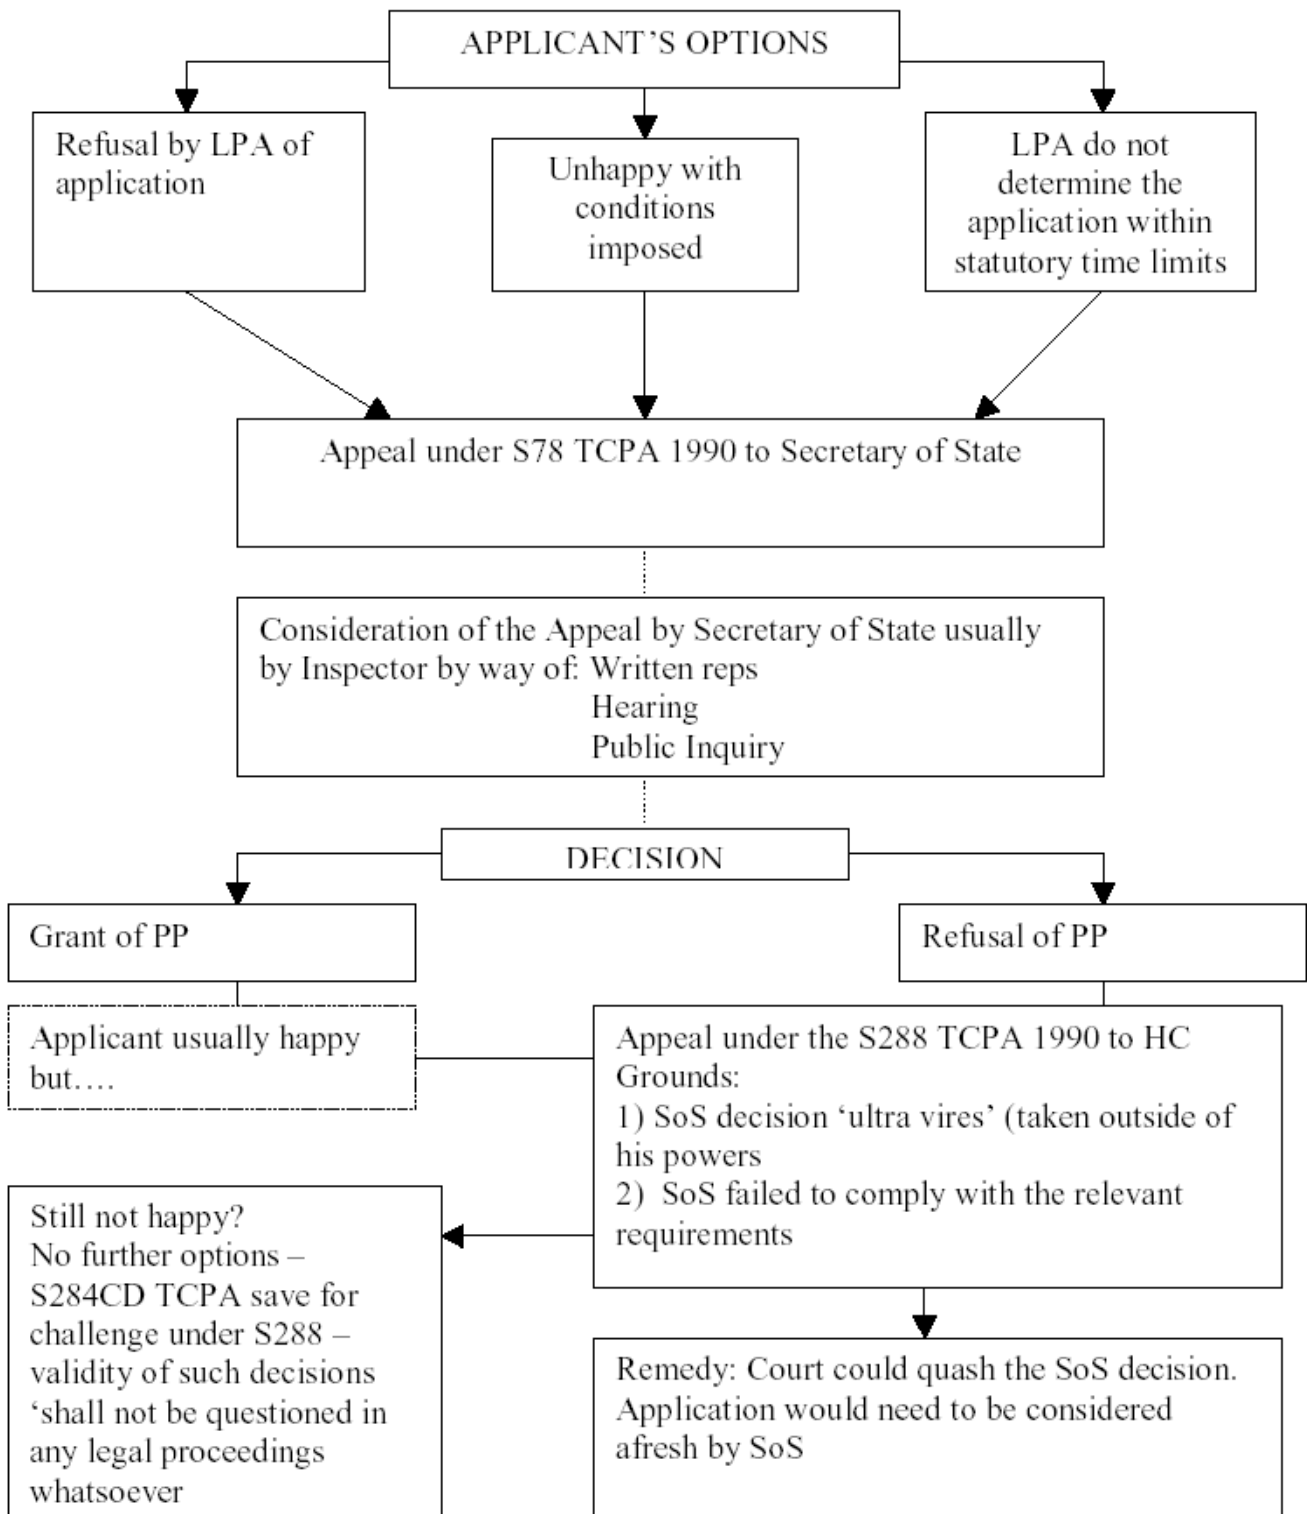 APPLICANT'S OPTIONS
Refusal by LPA of
application
Unhappy with
conditions
imposed
LPA do not
determine the
application within
statutory time limits
Appeal under S78 TCPA 1990 to Secretary of State
Consideration of the Appeal by Secretary of State usually
by Inspector by way of: Written reps
Hearing
Public Inquiry
DECISION
Grant of PP
Refusal of PP
Applicant usually happy
but….
Appeal under the S288 TCPA 1990 to HC
Grounds:
1) SoS decision ‘ultra vires’ (taken outside of
his powers
2) SoS failed to comply with the relevant
requirements
Still not happy?
No further options –
S284CD TCPA save for
challenge under S288 –
validity of such decisions
‘shall not be questioned in
any legal proceedings
whatsoever
Remedy: Court could quash the SoS decision.
Application would need to be considered
afresh by SoS